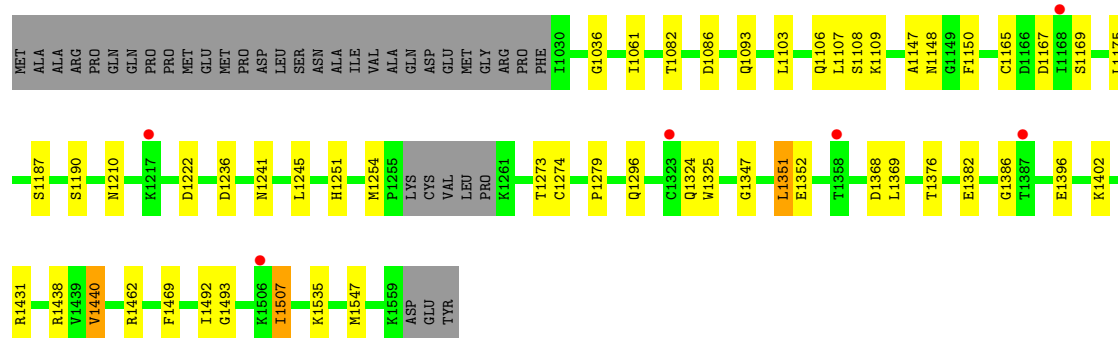 MET ALA ALA ARG PRO GLN GLN PRO PRO MET GLU MET PRO ASP LEU SER ASN ALA ILE VAL ALA GLN ASP GLU MET GLY ARG PRO PHE I1030 G1036 I1061 T1082 D1086 Q1093 L1103 Q1106 L1107 S1108 K1109 A1147 N1148 G1149 F1150 C1165 D1166 D1167 I1168 S1169
S1187 S1190 N1210 K1217 D1222 D1236 N1241 L1245 H1251 M1254 P1255 LYS CYS VAL LEU PRO K1261 T1273 C1274 P1279 Q1296 C1323 Q1324 W1325 G1347 L1351 E1352 T1358 D1368 L1369 T1376 E1382 G1386 T1387 E1396 K1402
R1431 R1438 V1439 V1440 R1462 F1469 I1492 G1493 K1506 I1507 K1535 M1547 K1559 ASP GLU TYR